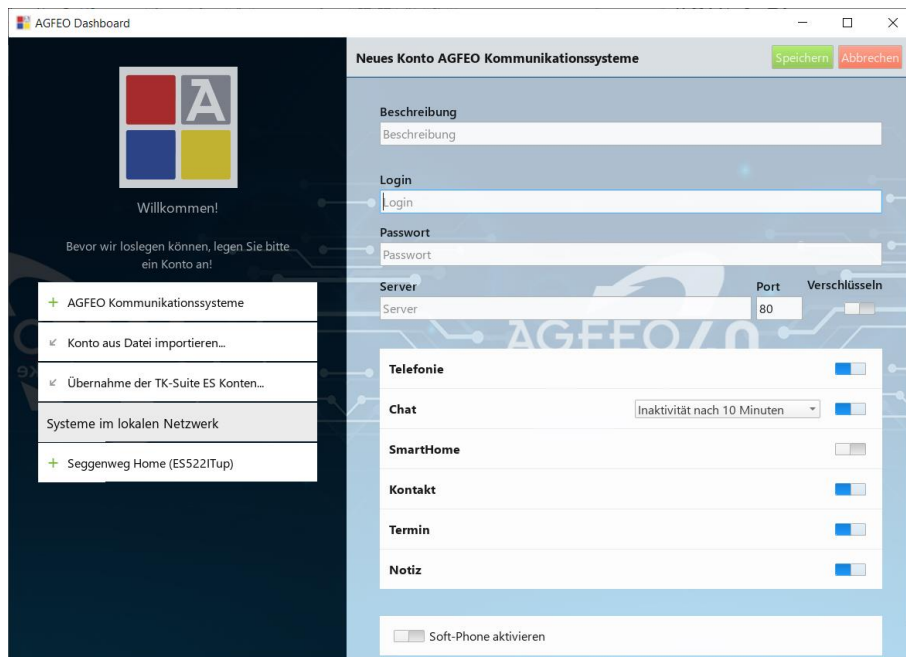 AGFEO Dashboard
A
Willkommen!
Bevor wir loslegen können, legen Sie bitte
ein Konto an!
AGFEO Kommunikationssysteme
Konto aus Datei importieren...
Übernahme der TK-Suite ES Konten...
Systeme im lokalen Netzwerk
Seggenweg Home (ES522ITup)
Neues Konto AGFEO Kommunikationssysteme
Speichern Abbrechen
Beschreibung
Beschreibung
Login
Login
Passwort
Passwort
Server Port Verschlüsseln
Server 80
AGFEO
Telefonie
Chat Inaktivität nach 10 Minuten
SmartHome
Kontakt
Termin
Notiz
Soft-Phone aktivieren